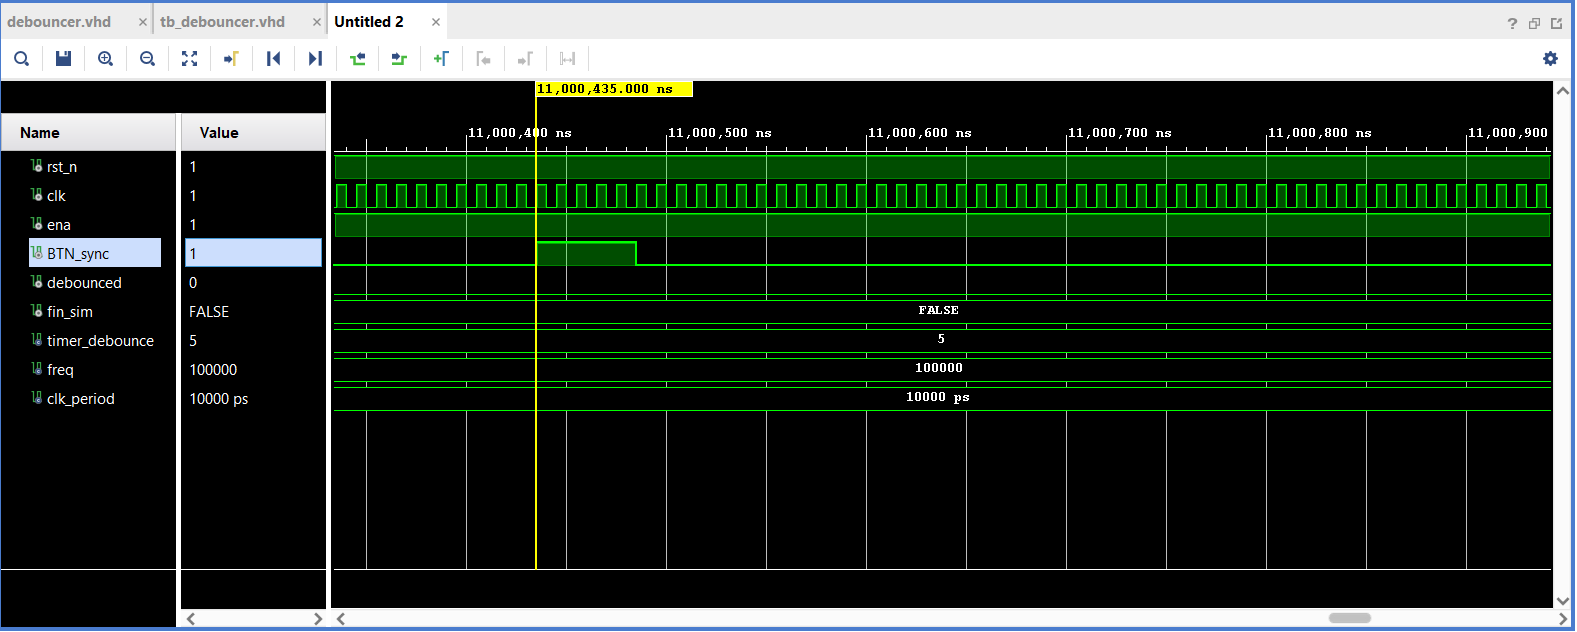 debouncer.vhd × tb_debouncer.vhd × Untitled 2 ×
?
11,000,435.000 ns
Name Value
11,000,400 ns 11,000,500 ns 11,000,600 ns 11,000,700 ns 11,000,800 ns 11,000,900
rst_n 1
clk 1
ena 1
BTN_sync 1
debounced 0
fin_sim FALSE FALSE
timer_debounce 5 5
freq 100000 100000
clk_period 10000 ps 10000 ps